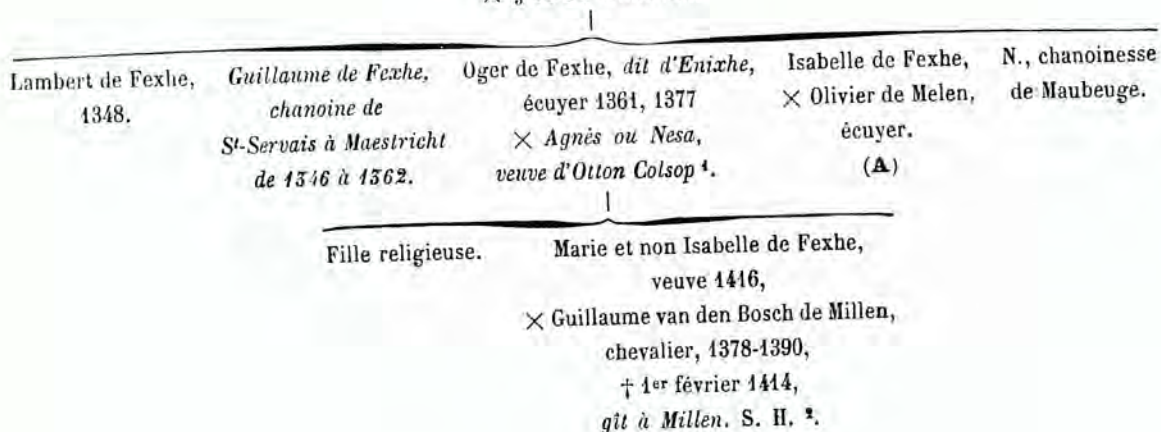 Lambert de Fexhe,
1348.
Guillaume de Fexhe,
chanoine de
St-Servais à Maestricht
de 1346 à 1362.
Oger de Fexhe, dit d'Enixhe,
écuyer 1361, 1377
× Agnès ou Nesa,
veuve d'Otton Colsop 1.
Isabelle de Fexhe,
× Olivier de Melen,
écuyer.
(A)
N., chanoinesse
de Maubeuge.
Fille religieuse.
Marie et non Isabelle de Fexhe,
veuve 1416,
× Guillaume van den Bosch de Millen,
chevalier, 1378-1390,
† 1er février 1414,
gît à Millen. S. H. 2.